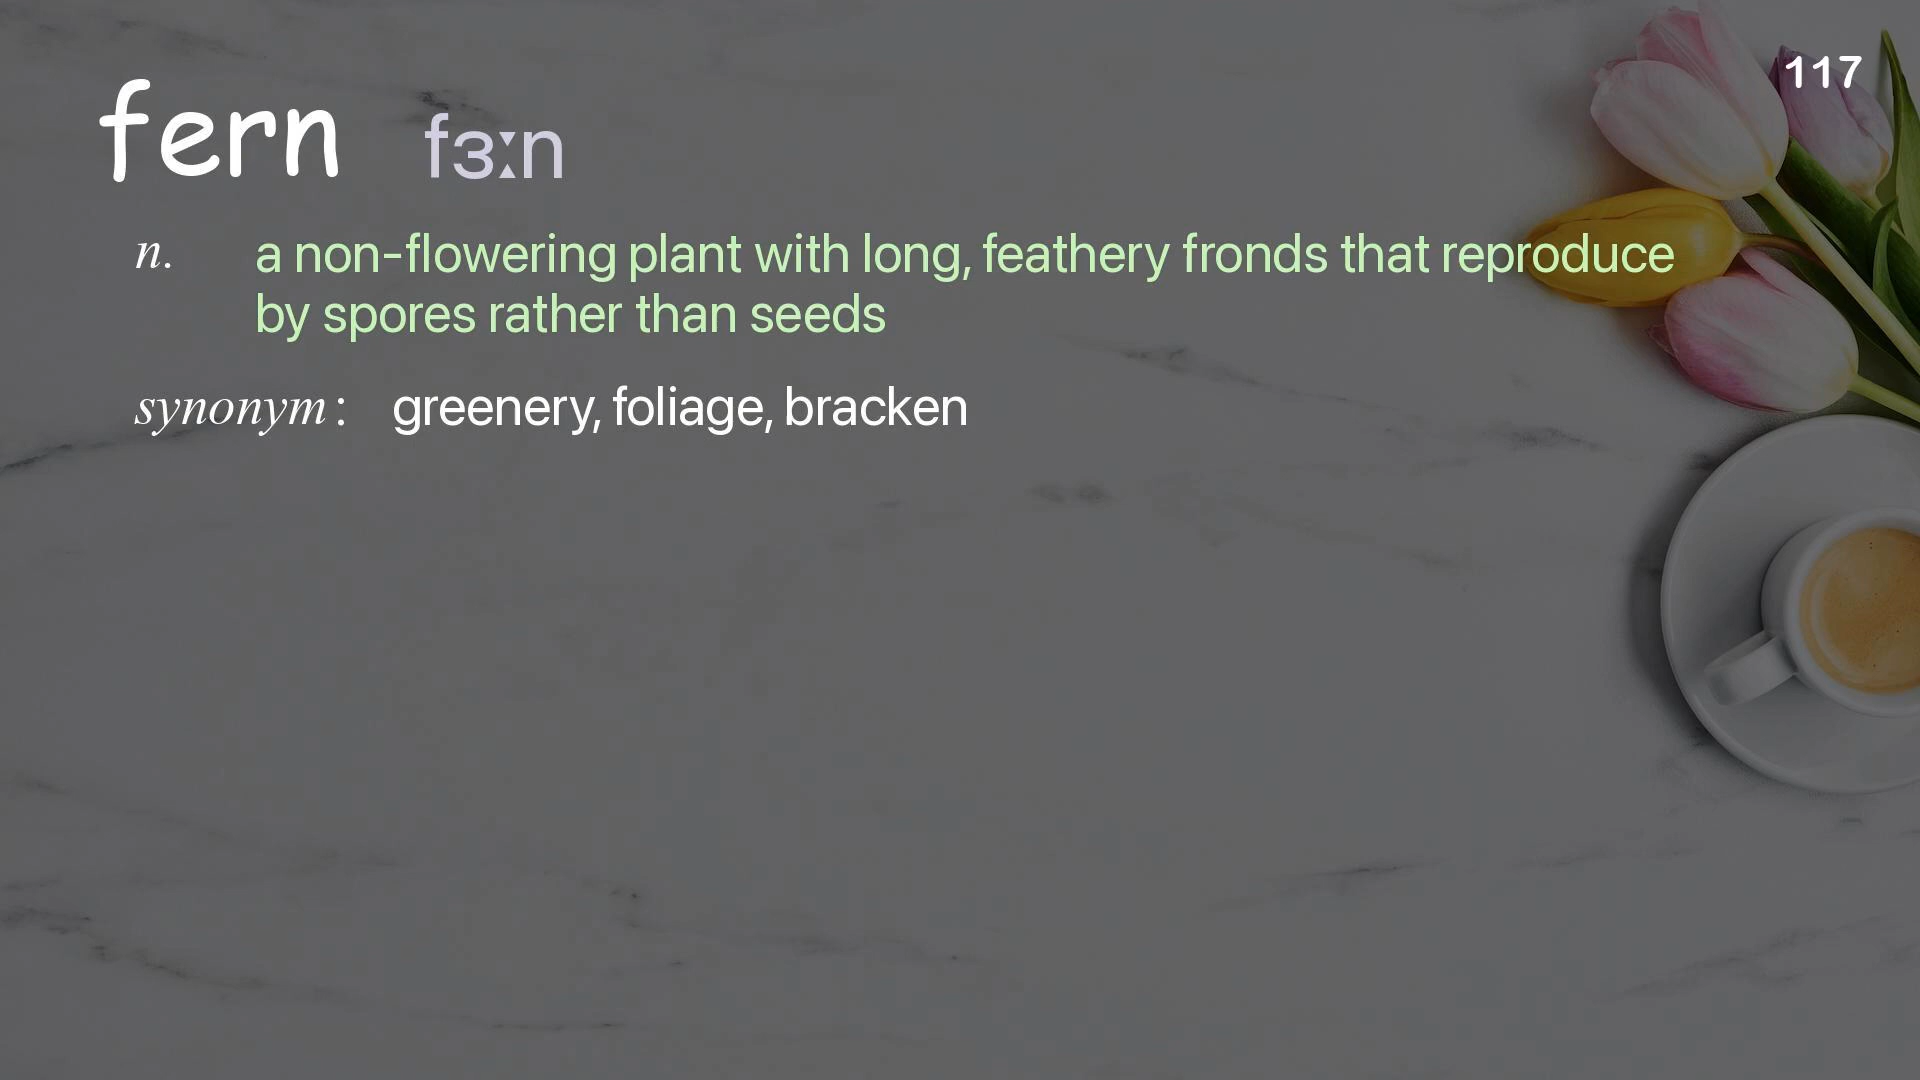 117
fern fɜːn
n. a non-flowering plant with long, feathery fronds that reproduce
by spores rather than seeds
synonym: greenery, foliage, bracken